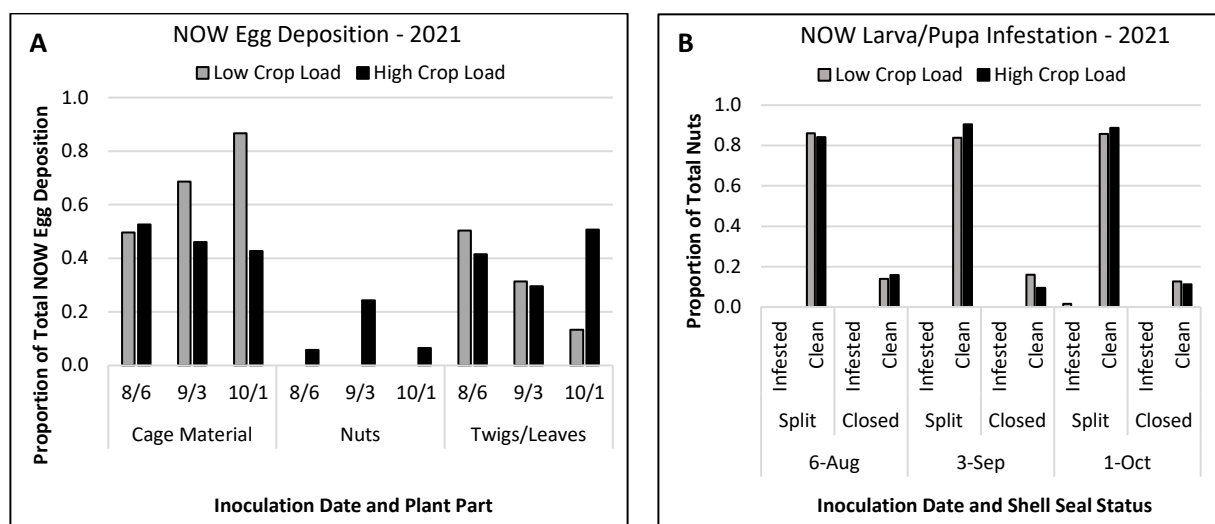 A
NOW Egg Deposition - 2021
Low Crop Load High Crop Load
Proportion of Total NOW Egg Deposition
1.0
0.8
0.6
0.4
0.2
0.0
8/6 9/3 10/1 8/6 9/3 10/1 8/6 9/3 10/1
Cage Material Nuts Twigs/Leaves
Inoculation Date and Plant Part
B
NOW Larva/Pupa Infestation - 2021
Low Crop Load High Crop Load
Proportion of Total Nuts
1.0
0.8
0.6
0.4
0.2
0.0
Infested Clean Infested Clean Infested Clean Infested Clean Infested Clean Infested Clean
Split Closed Split Closed Split Closed
6-Aug 3-Sep 1-Oct
Inoculation Date and Shell Seal Status